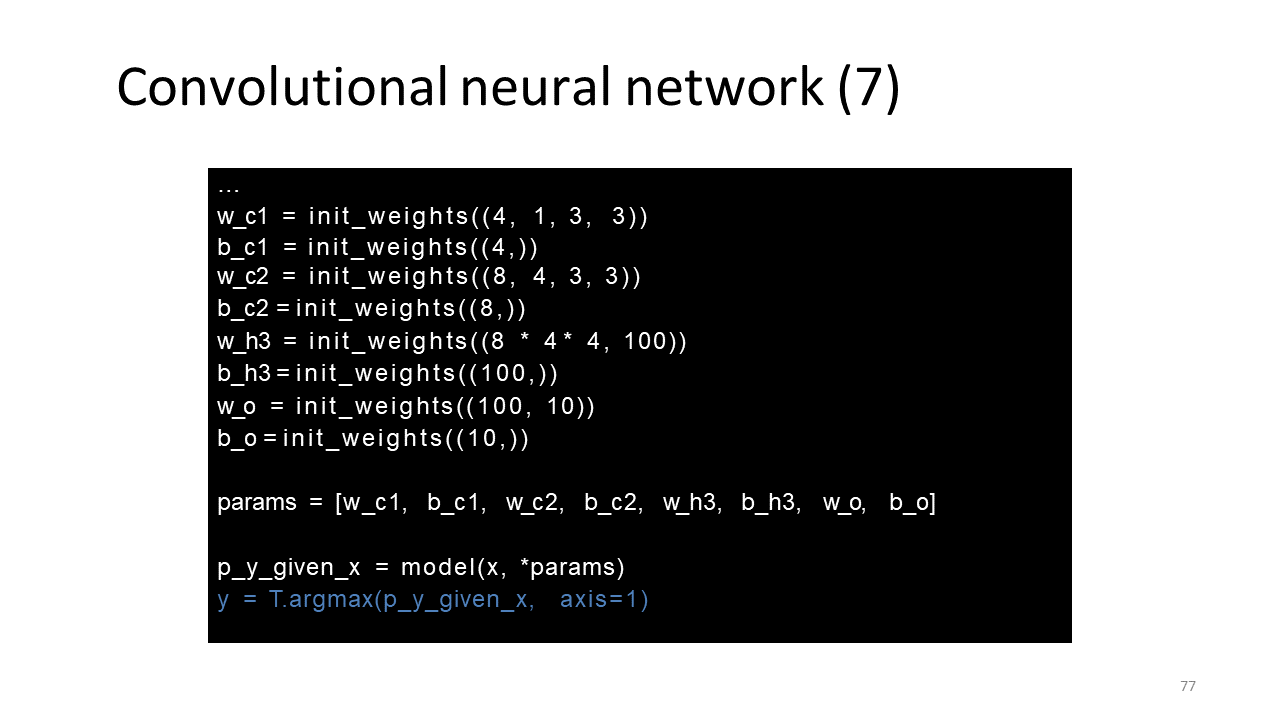 Convolutional neural network (7)
...
w_c1 = init_weights((4, 1, 3, 3))
b_c1 = init_weights((4,))
w_c2 = init_weights((8, 4, 3, 3))
b_c2 = init_weights((8,))
w_h3 = init_weights((8 * 4 * 4, 100))
b_h3 = init_weights((100,))
w_o = init_weights((100, 10))
b_o = init_weights((10,))
params = [w_c1, b_c1, w_c2, b_c2, w_h3, b_h3, w_o, b_o]
p_y_given_x = model(x, *params)
y = T.argmax(p_y_given_x, axis=1)
77